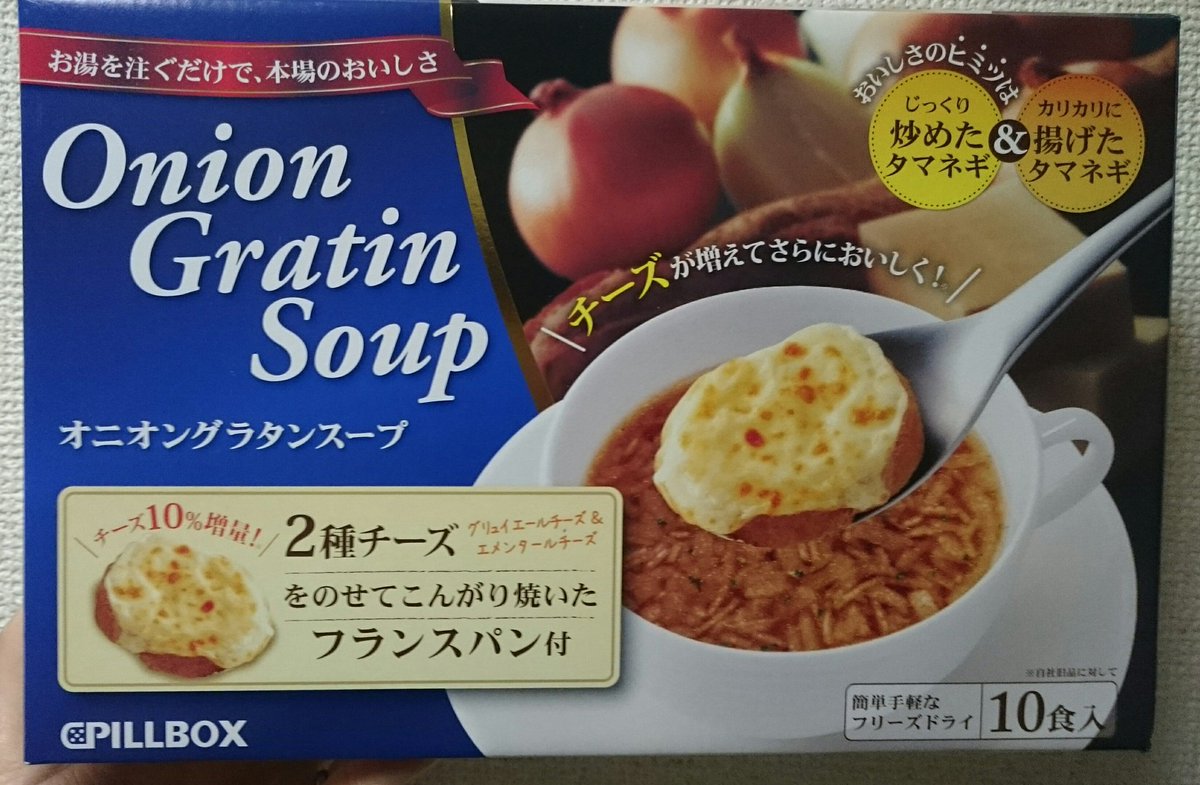 お湯を注ぐだけで、本場のおいしさ
Onion
Gratin
Soup
オニオングラタンスープ
おいしさのヒミツは
じっくり
炒めた
タマネギ
&
カリカリに
揚げた
タマネギ
チーズが増えてさらにおいしく!※
チーズ10%増量!※
2種チーズ
グリュイエールチーズ&
エメンタールチーズ
をのせてこんがり焼いた
フランスパン付
PILLBOX
※自社旧品に対して
簡単手軽な
フリーズドライ
10食入